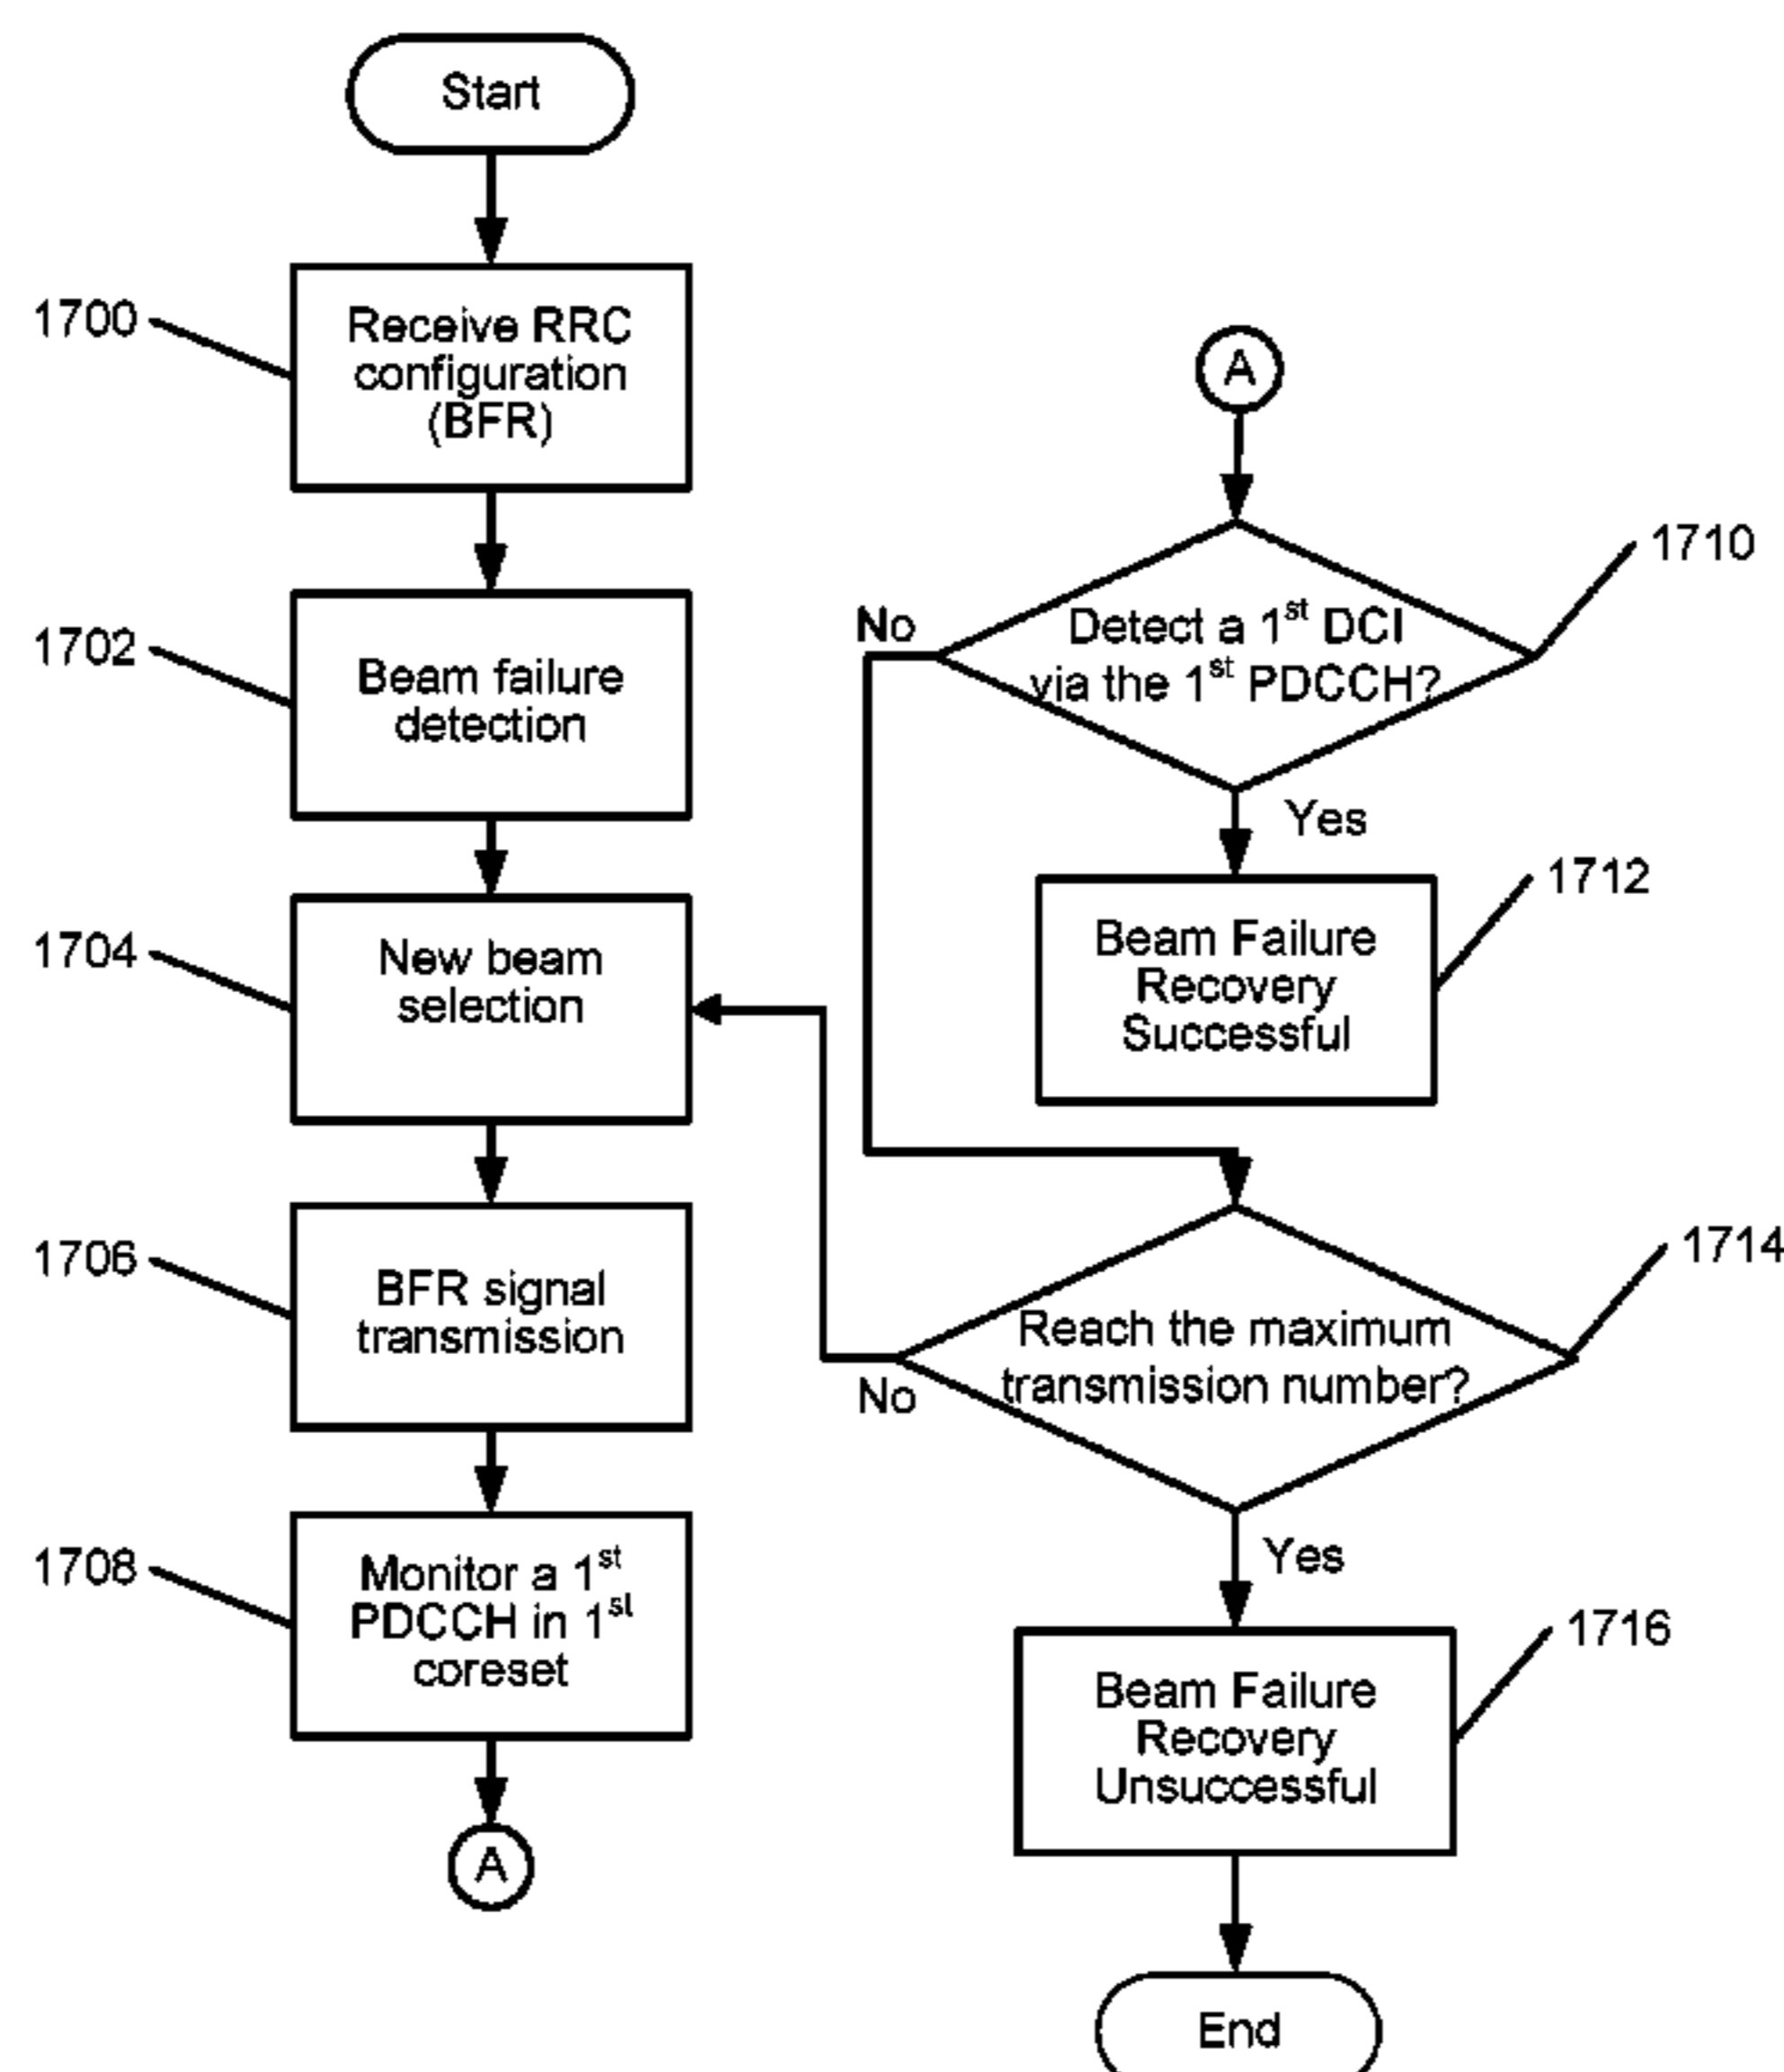 Start
1700
Receive RRC
configuration
(BFR)
1702
Beam failure
detection
1704
New beam
selection
1706
BFR signal
transmission
1708
Monitor a 1st
PDCCH in 1st
coreset
A
A
1710
No
Detect a 1st DCI
via the 1st PDCCH?
Yes
1712
Beam Failure
Recovery
Successful
1714
Reach the maximum
transmission number?
No
Yes
1716
Beam Failure
Recovery
Unsuccessful
End